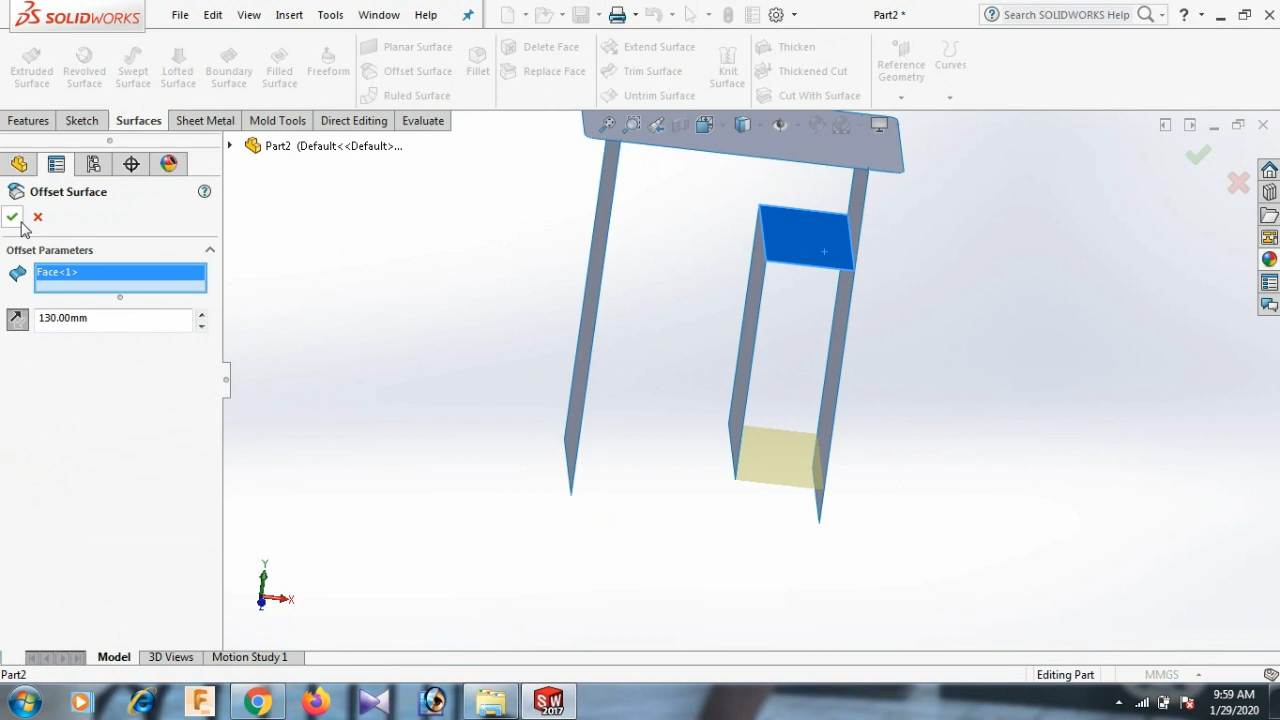 SOLIDWORKS File Edit View Insert Tools Window Help Part2 * Search SOLIDWORKS Help ?
Extruded Surface Revolved Surface Swept Surface Lofted Surface Boundary Surface Filled Surface Freeform
Planar Surface
Offset Surface
Ruled Surface
Fillet
Delete Face
Replace Face
Extend Surface
Trim Surface
Untrim Surface
Knit Surface
Thicken
Thickened Cut
Cut With Surface
Reference Geometry
Curves
Features Sketch Surfaces Sheet Metal Mold Tools Direct Editing Evaluate
Part2 (Default<<Default>...
Offset Surface ?
Offset Parameters
Face<1>
130.00mm
Y
X
Z
Model 3D Views Motion Study 1
Part2 Editing Part MMGS
F
SW
2017
9:59 AM
1/29/2020